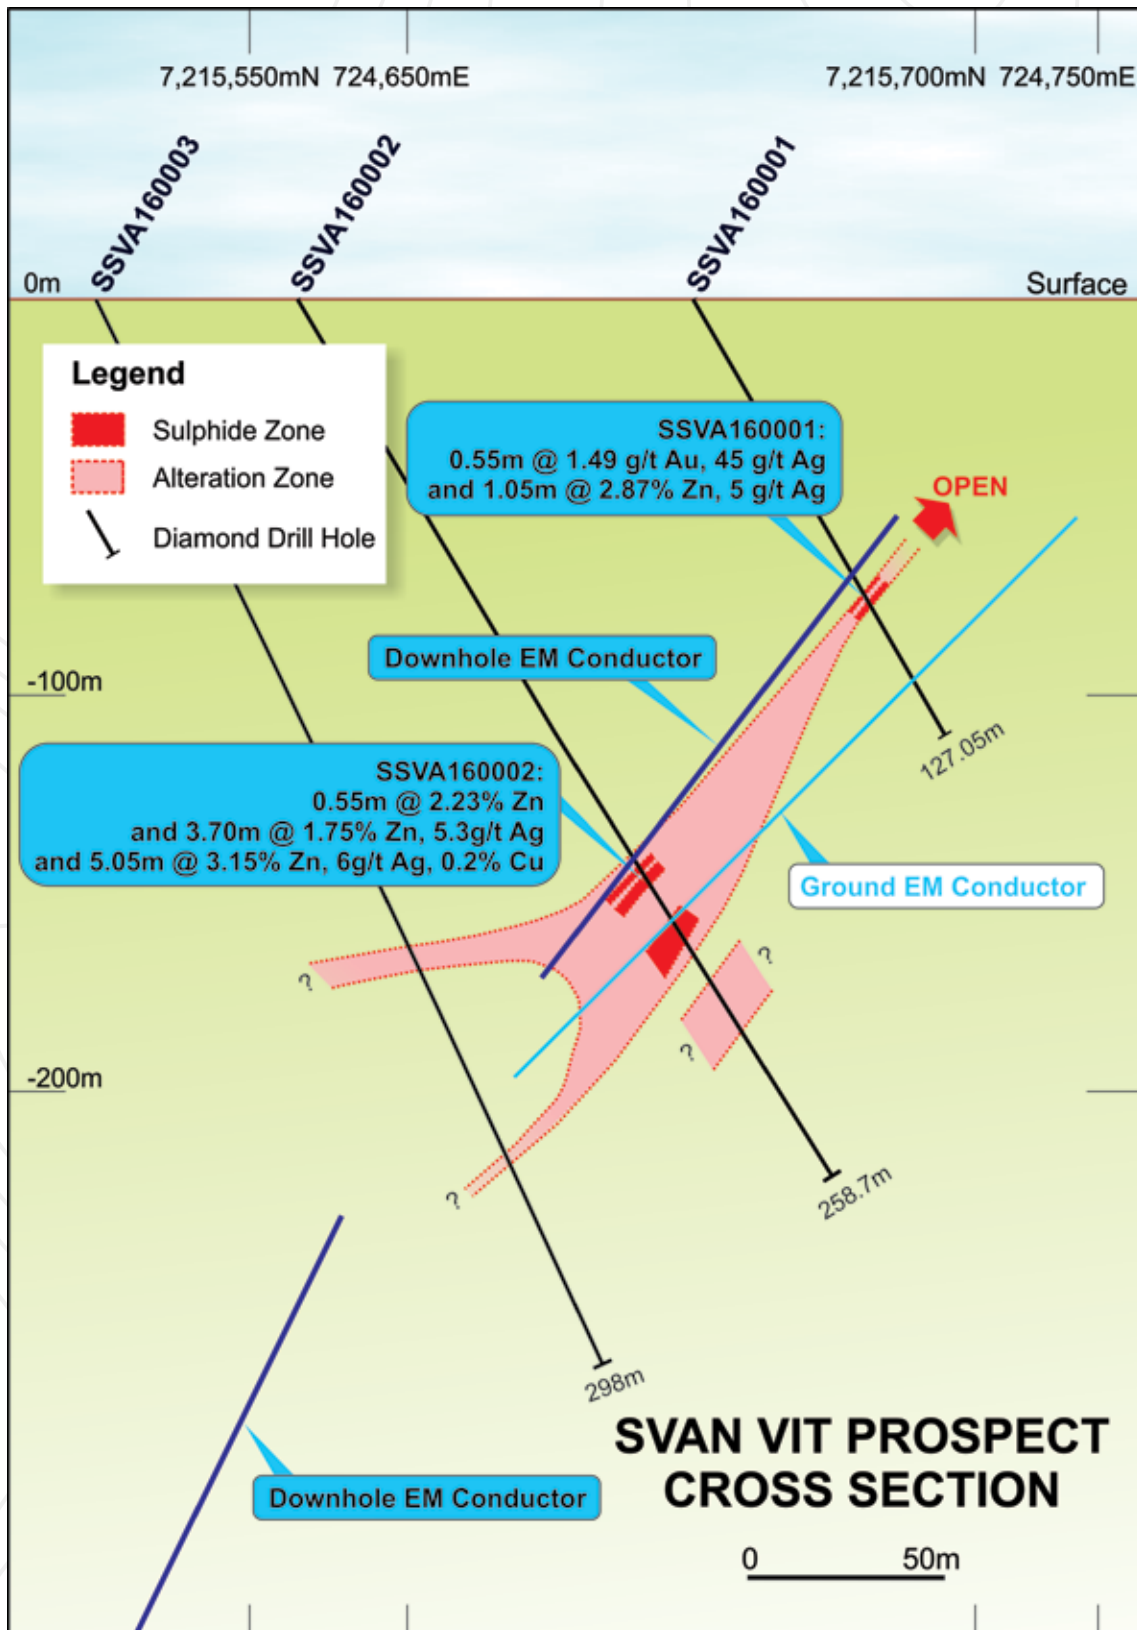 7,215,550mN 724,650mE
7,215,700mN 724,750mE
SSVA160003
SSVA160002
SSVA160001
0m
Surface
Legend
Sulphide Zone
Alteration Zone
Diamond Drill Hole
SSVA160001:
0.55m @ 1.49 g/t Au, 45 g/t Ag
and 1.05m @ 2.87% Zn, 5 g/t Ag
OPEN
Downhole EM Conductor
-100m
127.05m
SSVA160002:
0.55m @ 2.23% Zn
and 3.70m @ 1.75% Zn, 5.3g/t Ag
and 5.05m @ 3.15% Zn, 6g/t Ag, 0.2% Cu
Ground EM Conductor
?
?
?
-200m
?
258.7m
298m
SVAN VIT PROSPECT
CROSS SECTION
Downhole EM Conductor
0 50m